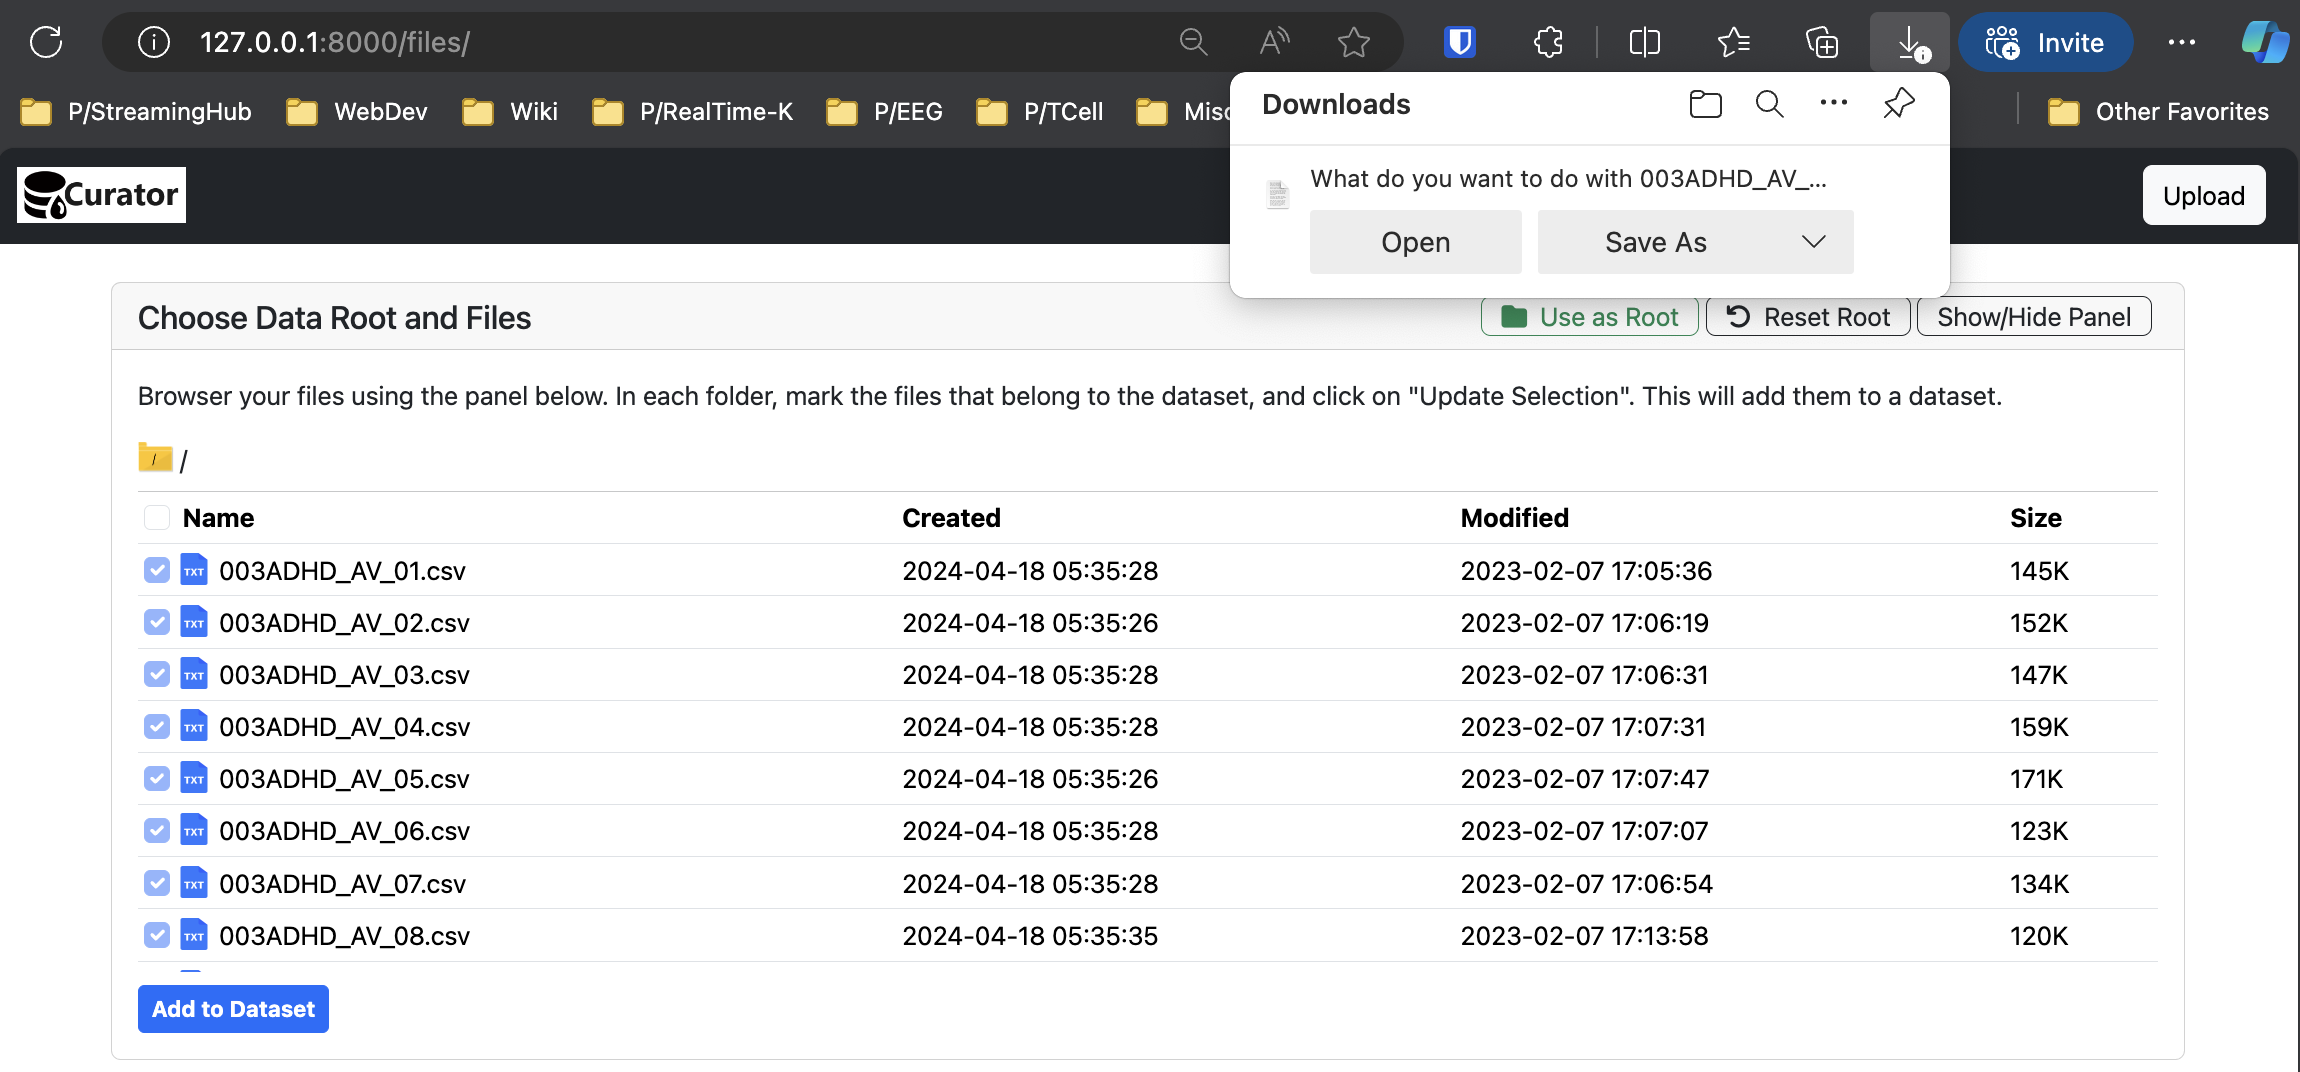 127.0.0.1:8000/files/
Invite
P/StreamingHub WebDev Wiki P/RealTime-K P/EEG P/TCell Other Favorites
Downloads
What do you want to do with 003ADHD_AV_...
Open Save As
Curator
Upload
Choose Data Root and Files
Use as Root Reset Root Show/Hide Panel
Browser your files using the panel below. In each folder, mark the files that belong to the dataset, and click on "Update Selection". This will add them to a dataset.
/ /
Name Created Modified Size
TXT 003ADHD_AV_01.csv 2024-04-18 05:35:28 2023-02-07 17:05:36 145K
TXT 003ADHD_AV_02.csv 2024-04-18 05:35:26 2023-02-07 17:06:19 152K
TXT 003ADHD_AV_03.csv 2024-04-18 05:35:28 2023-02-07 17:06:31 147K
TXT 003ADHD_AV_04.csv 2024-04-18 05:35:28 2023-02-07 17:07:31 159K
TXT 003ADHD_AV_05.csv 2024-04-18 05:35:26 2023-02-07 17:07:47 171K
TXT 003ADHD_AV_06.csv 2024-04-18 05:35:28 2023-02-07 17:07:07 123K
TXT 003ADHD_AV_07.csv 2024-04-18 05:35:28 2023-02-07 17:06:54 134K
TXT 003ADHD_AV_08.csv 2024-04-18 05:35:35 2023-02-07 17:13:58 120K
Add to Dataset